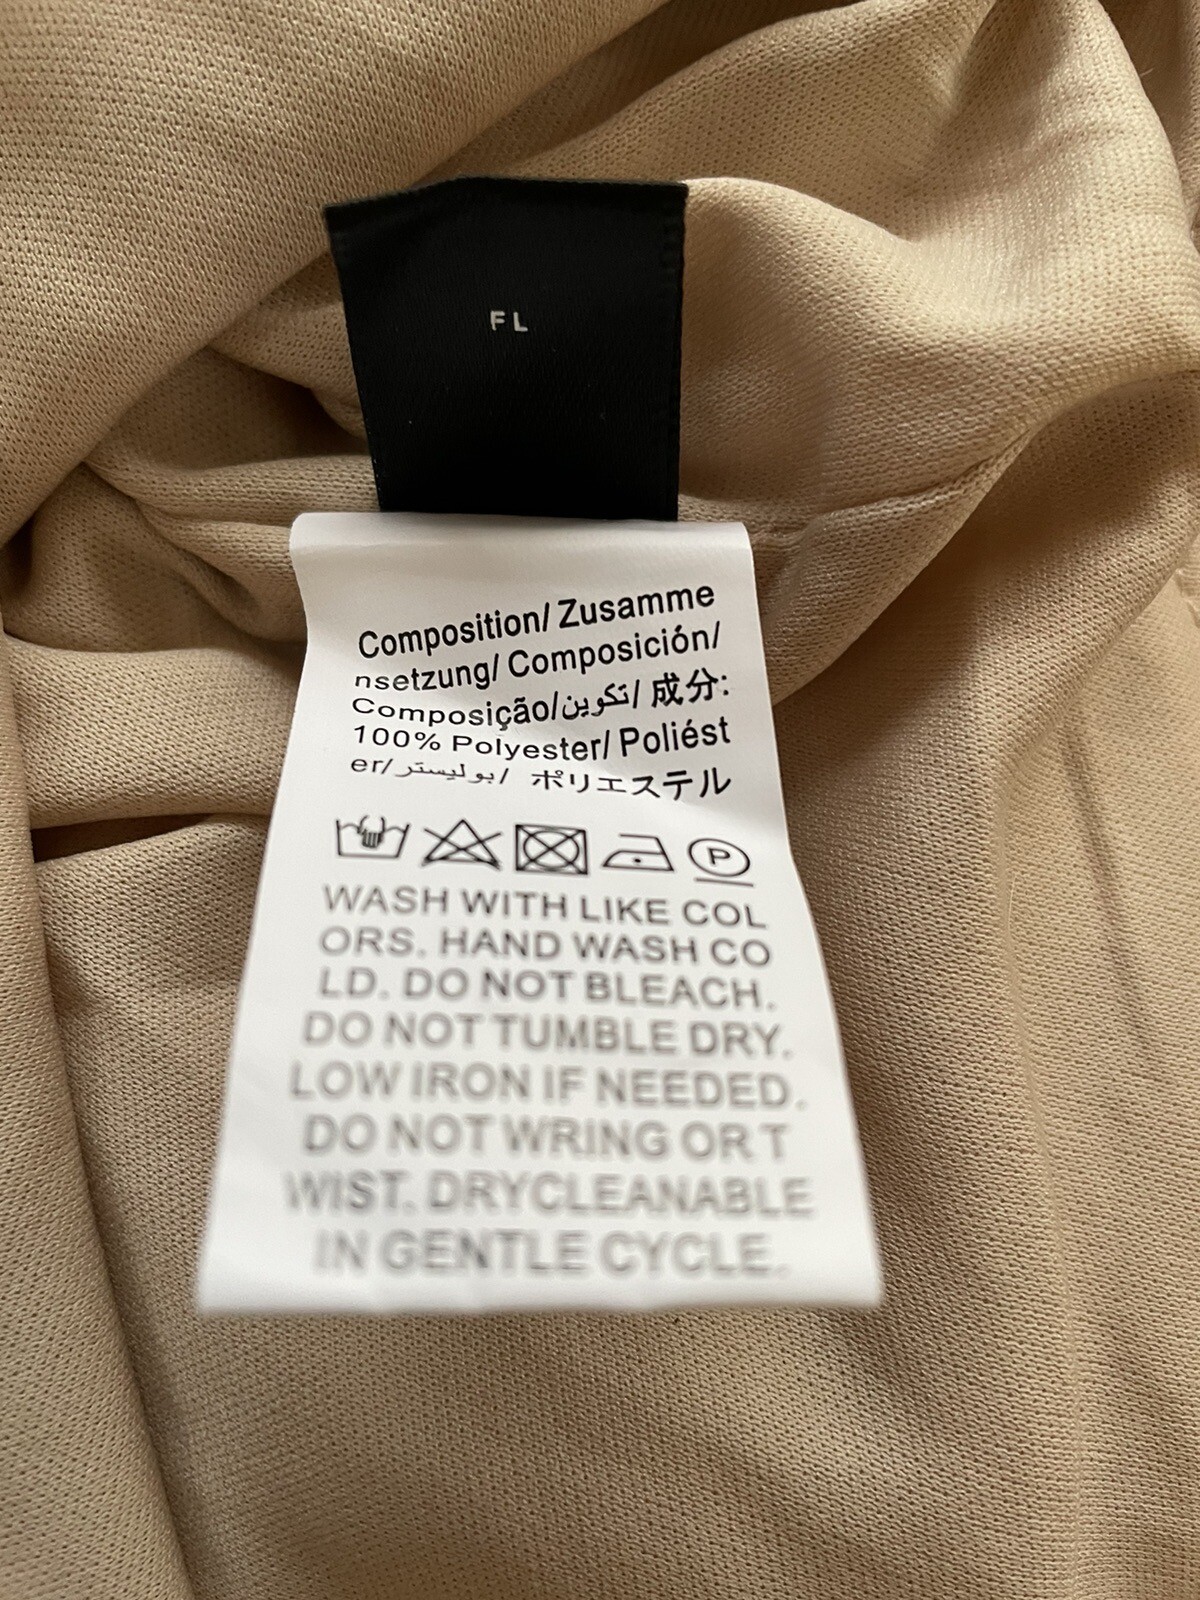 FL
Composition/ Zusamme
nsetzung/ Composición/
Composição/تكوين/ 成分:
100% Polyester/ Poliést
er/بوليستر/ ポリエステル
P
WASH WITH LIKE COL
ORS. HAND WASH CO
LD. DO NOT BLEACH.
DO NOT TUMBLE DRY.
LOW IRON IF NEEDED.
DO NOT WRING OR T
WIST. DRYCLEANABLE
IN GENTLE CYCLE.